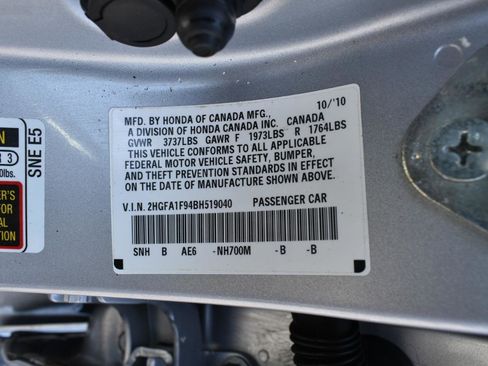 MFD. BY HONDA OF CANADA MFG., 10/'10
A DIVISION OF HONDA CANADA INC. CANADA
GVWR 3737LBS GAWR F 1973LBS R 1764LBS
THIS VEHICLE CONFORMS TO ALL APPLICABLE
FEDERAL MOTOR VEHICLE SAFETY, BUMPER,
AND THEFT PREVENTION STANDARDS IN EFFECT
ON THE DATE OF MANUFACTURE SHOWN ABOVE.
V.I.N. 2HGFA1F94BH519040 PASSENGER CAR
SNH B AE6 -NH700M -B -B
SNE E5
3
0lbs.